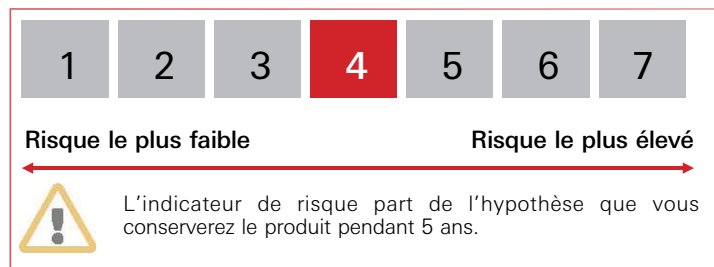 1 2 3 4 5 6 7
Risque le plus faible Risque le plus élevé
L'indicateur de risque part de l'hypothèse que vous
conserverez le produit pendant 5 ans.